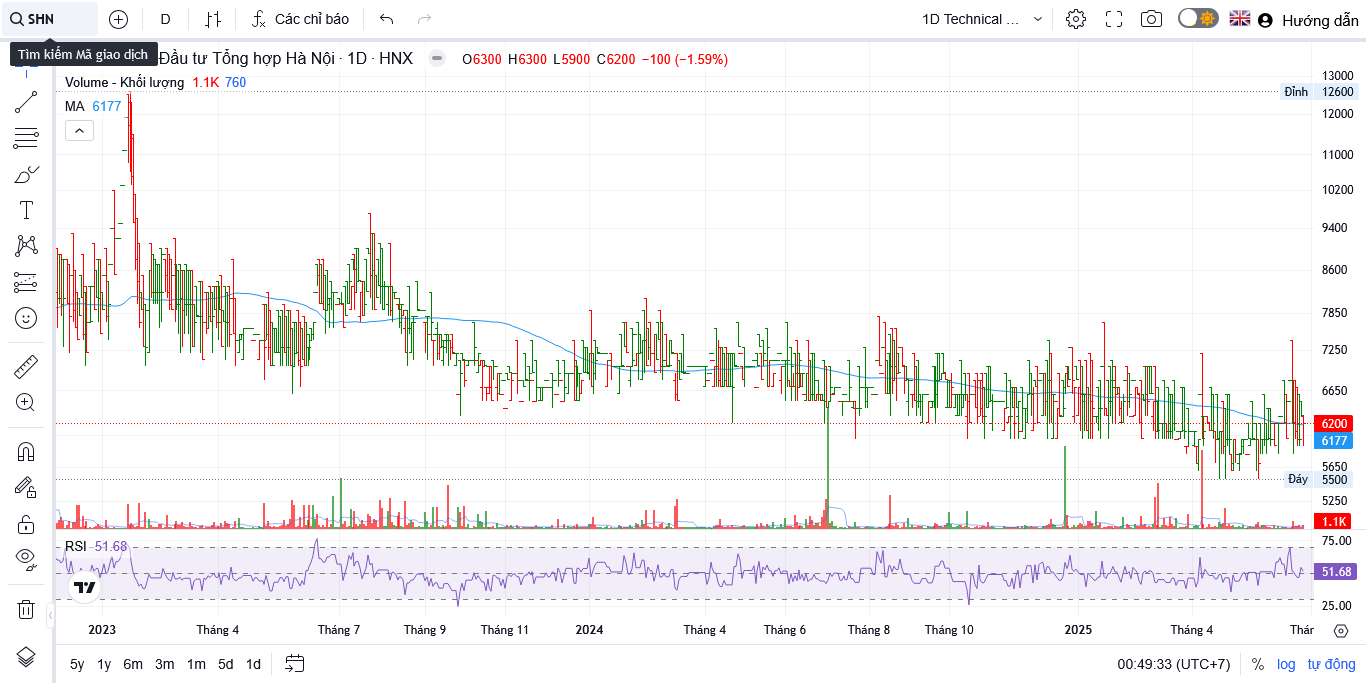 SHN
D
Các chỉ báo
1D Technical ...
Hướng dẫn
Tìm kiếm Mã giao dịch
Đầu tư Tổng hợp Hà Nội · 1D · HNX
O6300 H6300 L5900 C6200 −100 (−1.59%)
Volume - Khối lượng 1.1K 760
MA 6177
13000
Đỉnh 12600
12000
11000
10200
9400
8600
7850
7250
6650
6200
6177
5650
Đáy 5500
5250
1.1K
RSI 51.68
75.00
51.68
25.00
2023 Tháng 4 Tháng 7 Tháng 9 Tháng 11 2024 Tháng 4 Tháng 6 Tháng 8 Tháng 10 2025 Tháng 4 Thár
5y 1y 6m 3m 1m 5d 1d
00:49:33 (UTC+7) % log tự động